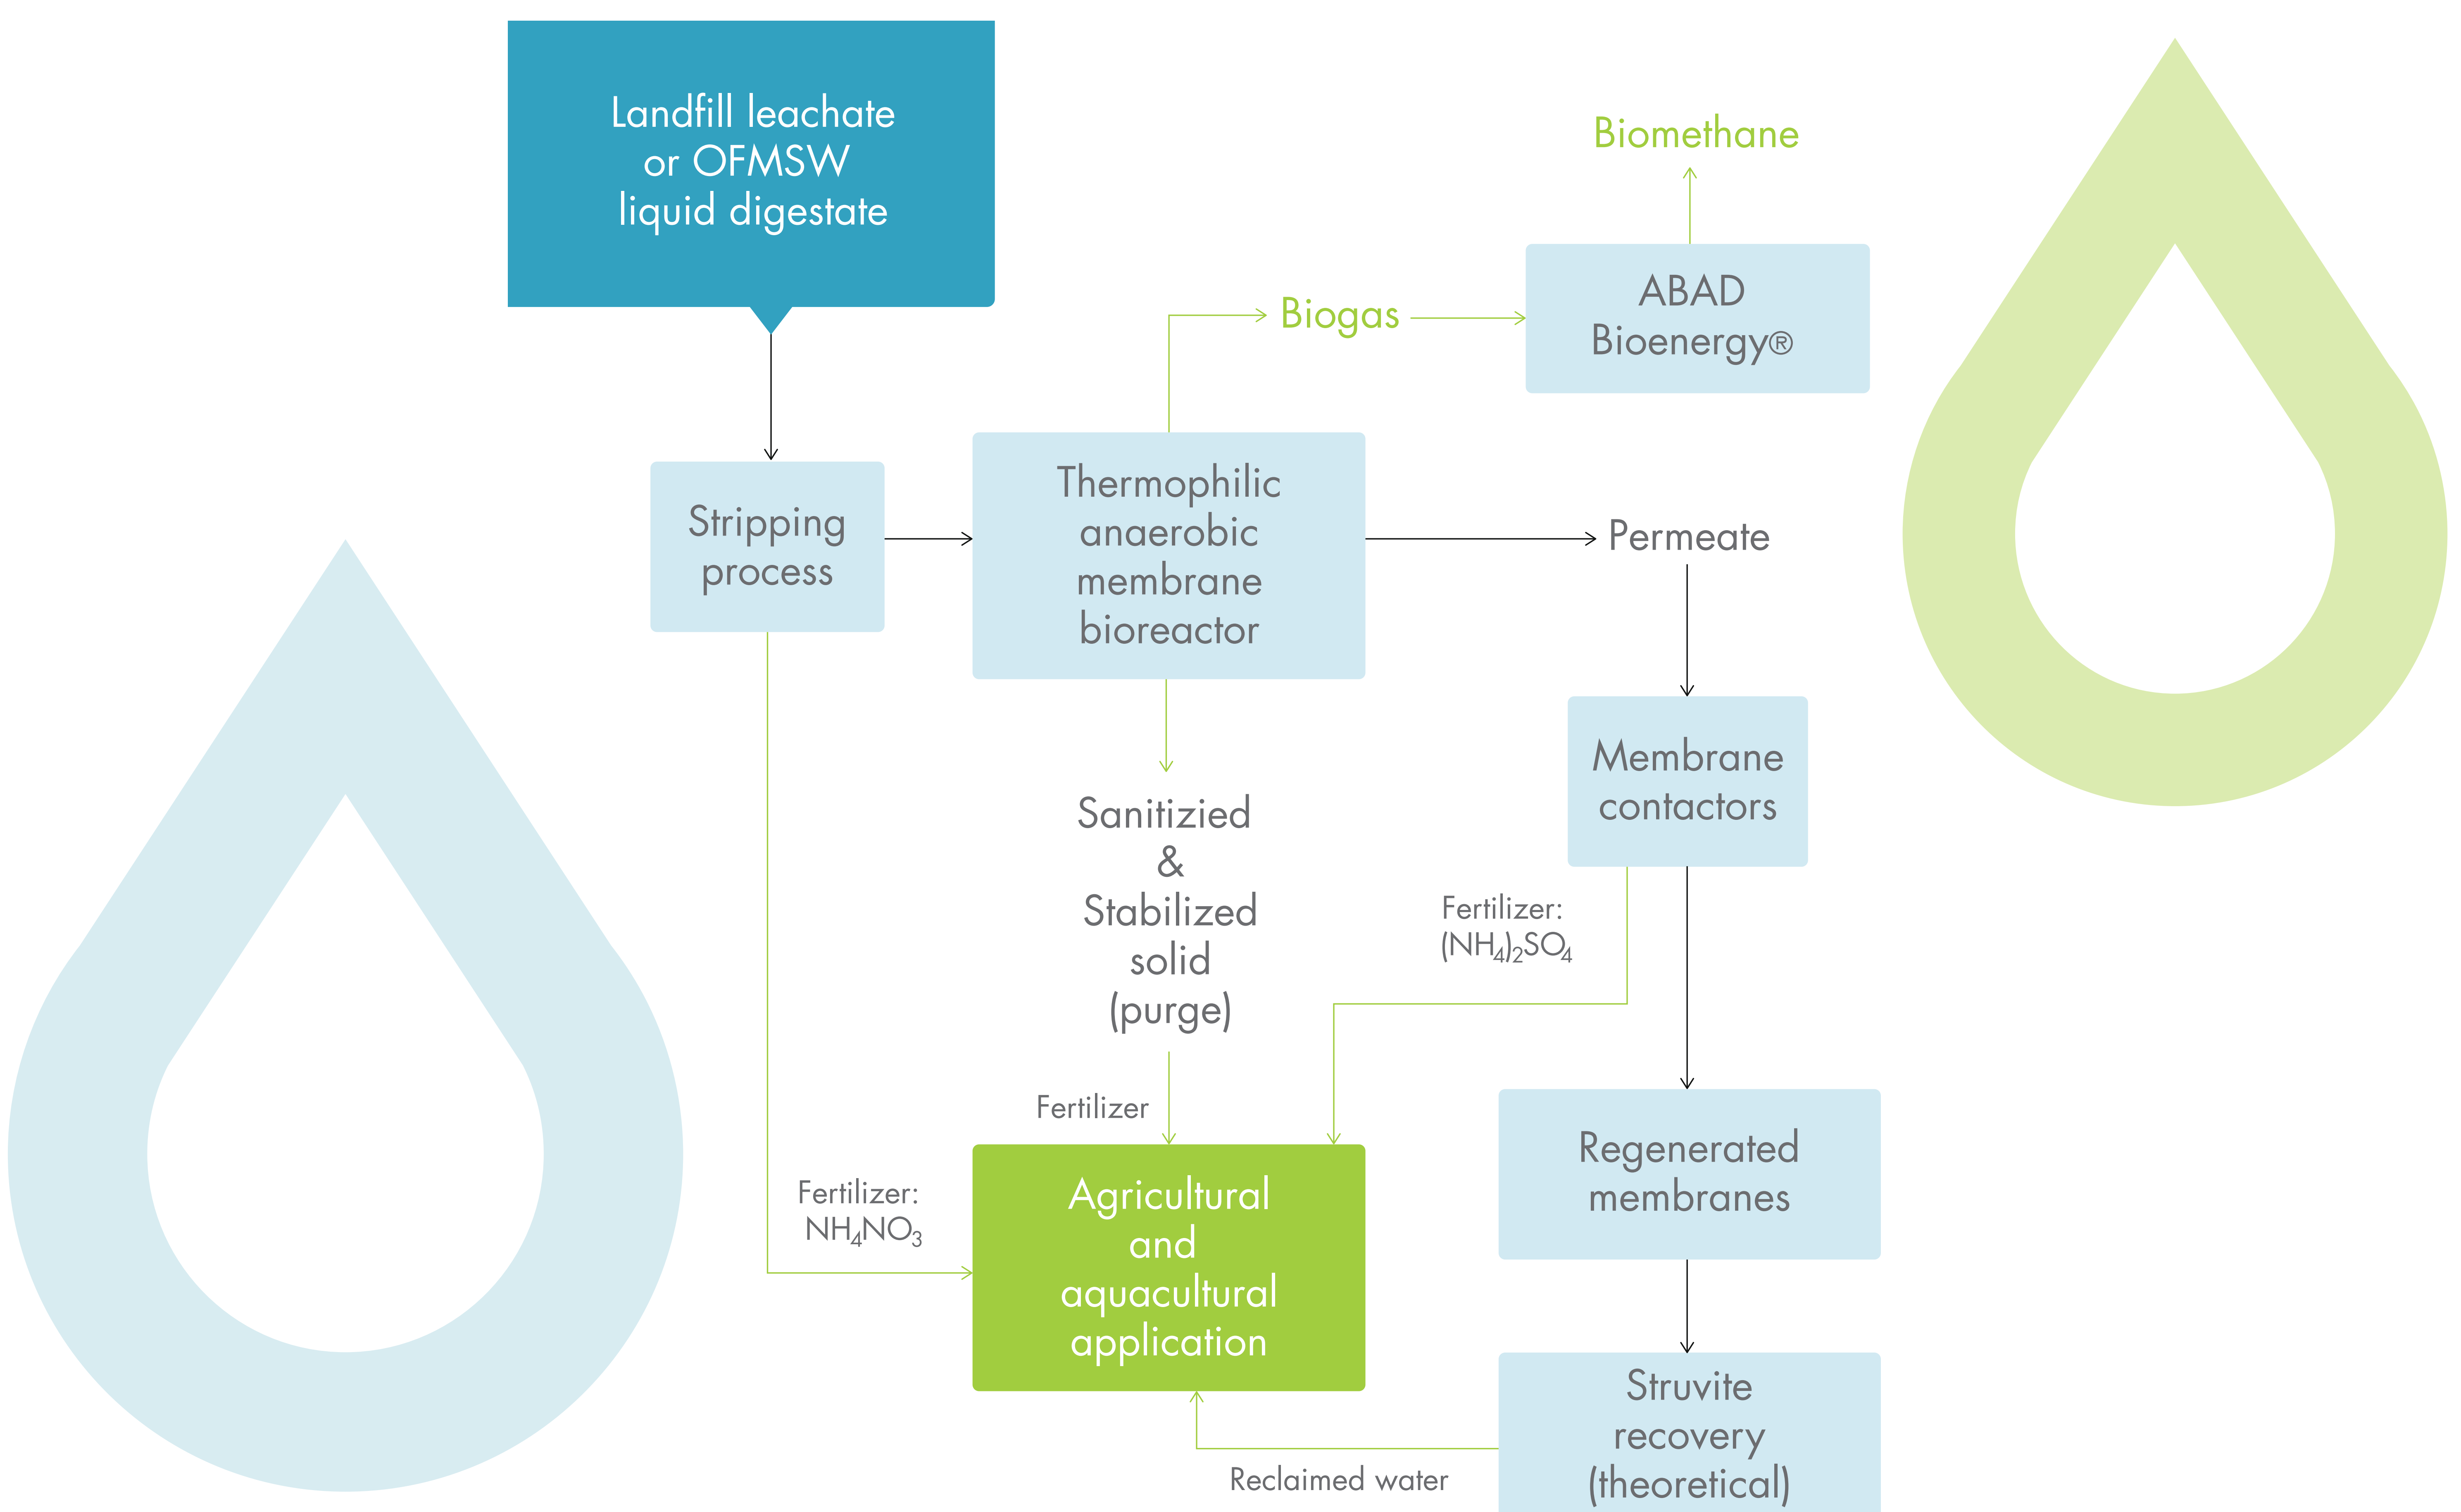 Landfill leachate
or OFMSW
liquid digestate
Biomethane
ABAD
Bioenergy®
Biogas
Stripping
process
Thermophilic
anaerobic
membrane
bioreactor
Permeate
Membrane
contactors
Sanitizied
&
Stabilized
solid
(purge)
Fertilizer:
(NH₄)₂SO₄
Fertilizer
Fertilizer:
NH₄NO₃
Agricultural
and
aquacultural
application
Regenerated
membranes
Struvite
recovery
(theoretical)
Reclaimed water